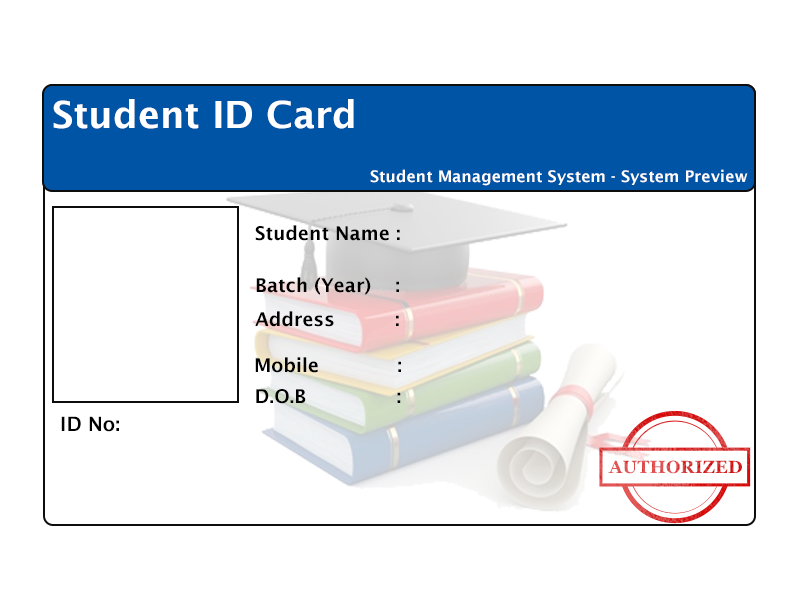 Student ID Card
Student Management System - System Preview
Student Name :
Batch (Year) :
Address :
Mobile :
D.O.B :
ID No:
AUTHORIZED